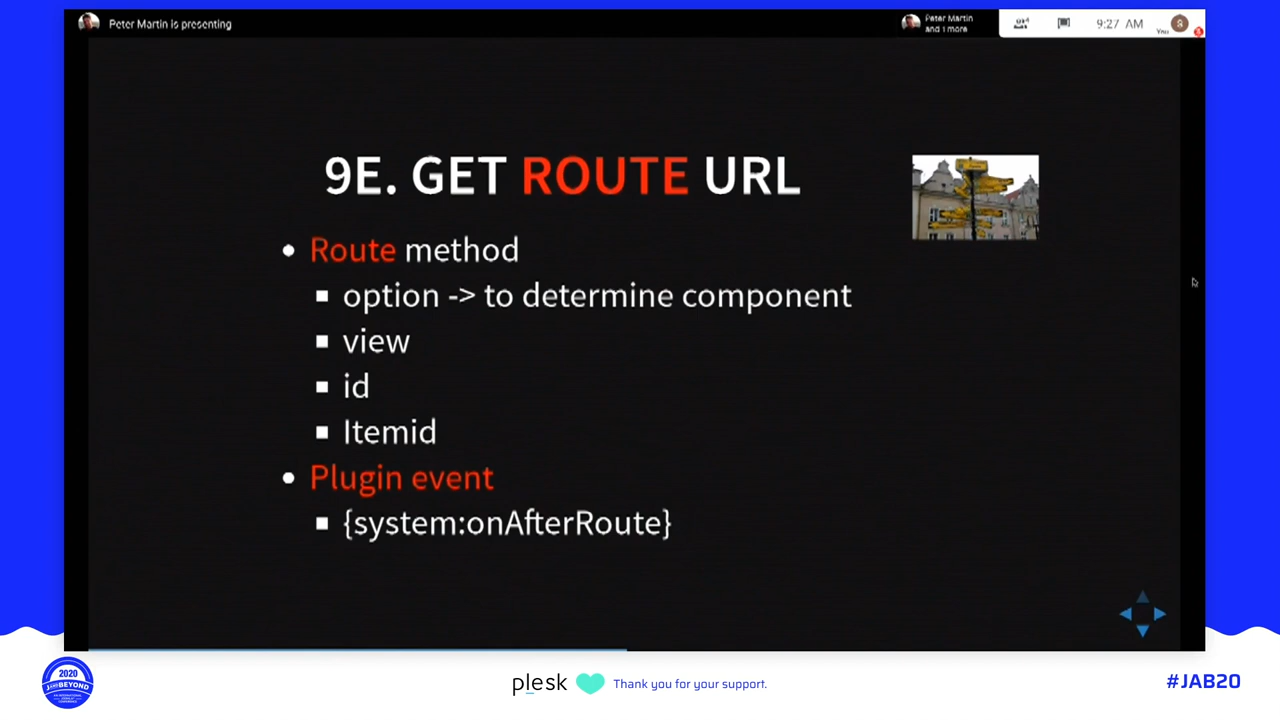 Peter Martin is presenting
Peter Martin
and 1 more
9:27 AM
You
S
9E. GET ROUTE URL
Route method
option -> to determine component
view
id
Itemid
Plugin event
{system:onAfterRoute}
2020
JANDBEYOND
plesk
Thank you for your support.
#JAB20